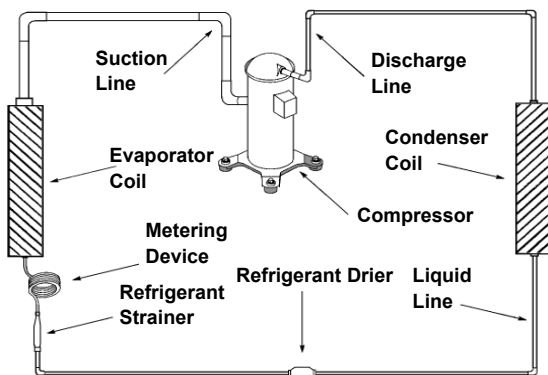 Suction
Line
Discharge
Line
Evaporator
Coil
Condenser
Coil
Compressor
Metering
Device
Refrigerant Drier
Liquid
Line
Refrigerant
Strainer